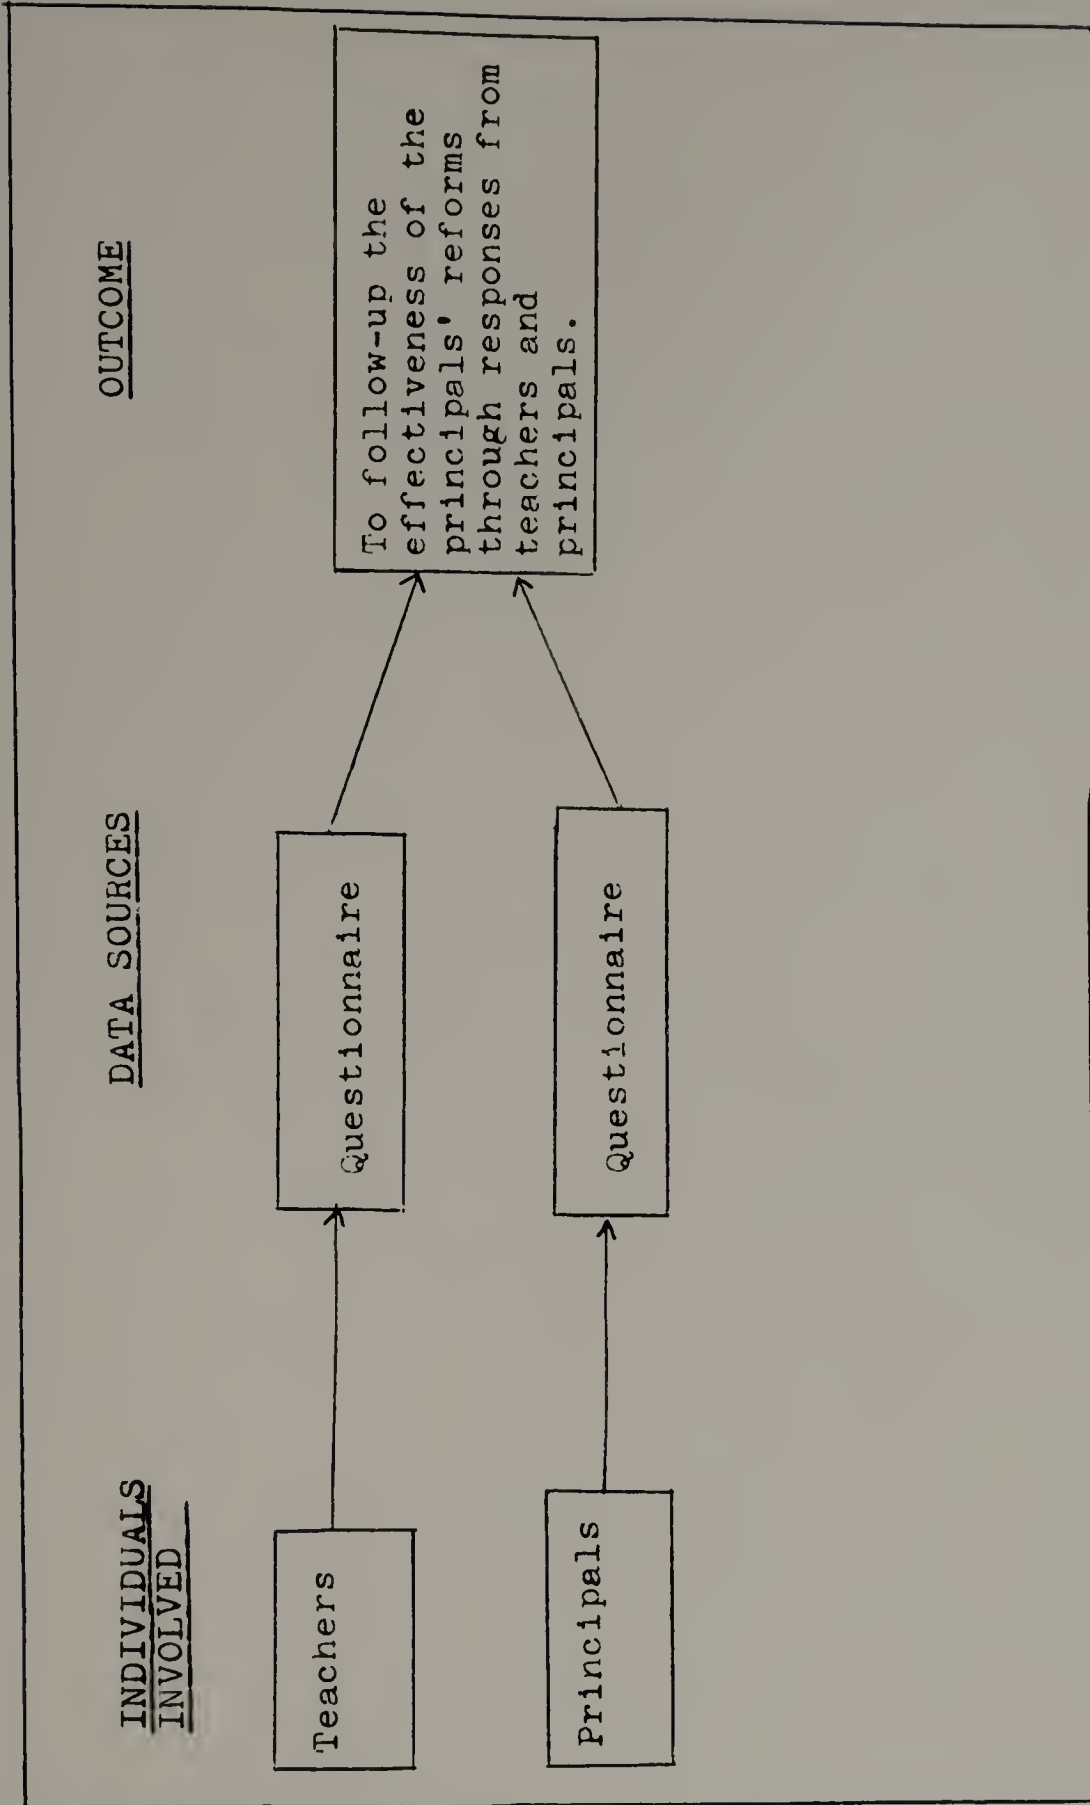 INDIVIDUALS
INVOLVED
DATA SOURCES
OUTCOME
Teachers
Questionnaire
To follow-up the
effectiveness of the
principals' reforms
through responses from
teachers and
principals.
Principals
Questionnaire